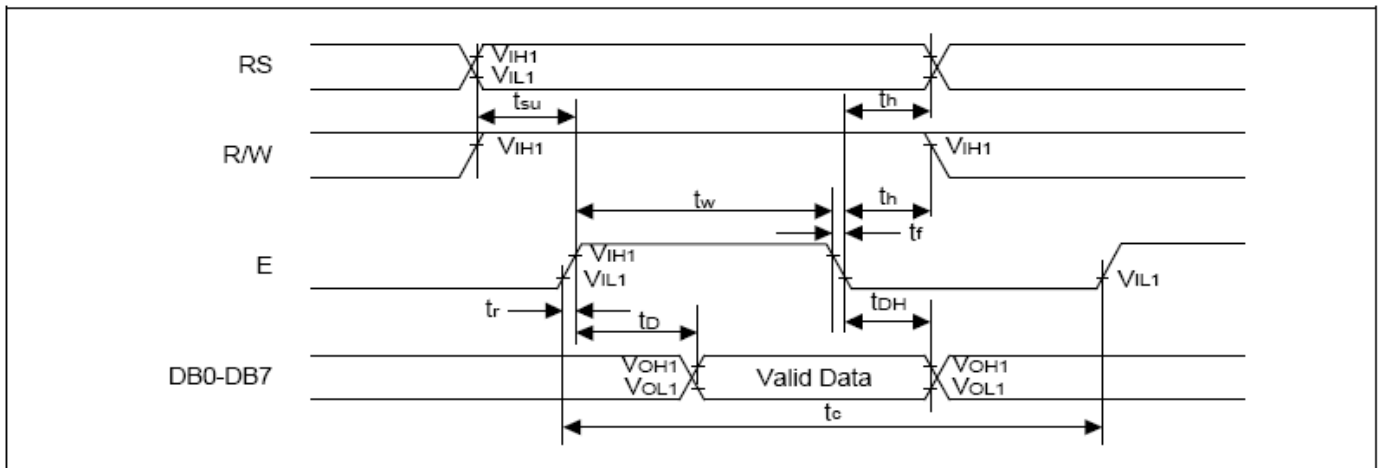 RS
VIH1
VIL1
tsu
th
R/W
VIH1
VIH1
tw
th
tf
E
VIH1
VIL1
VIL1
tr
tD
tDH
DB0-DB7
VOH1
VOL1
Valid Data
VOH1
VOL1
tc